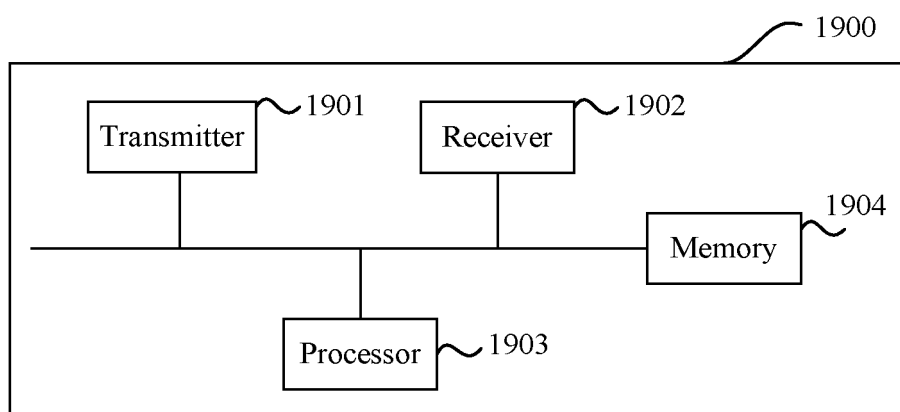 1900
Transmitter
1901
Receiver
1902
Memory
1904
Processor
1903